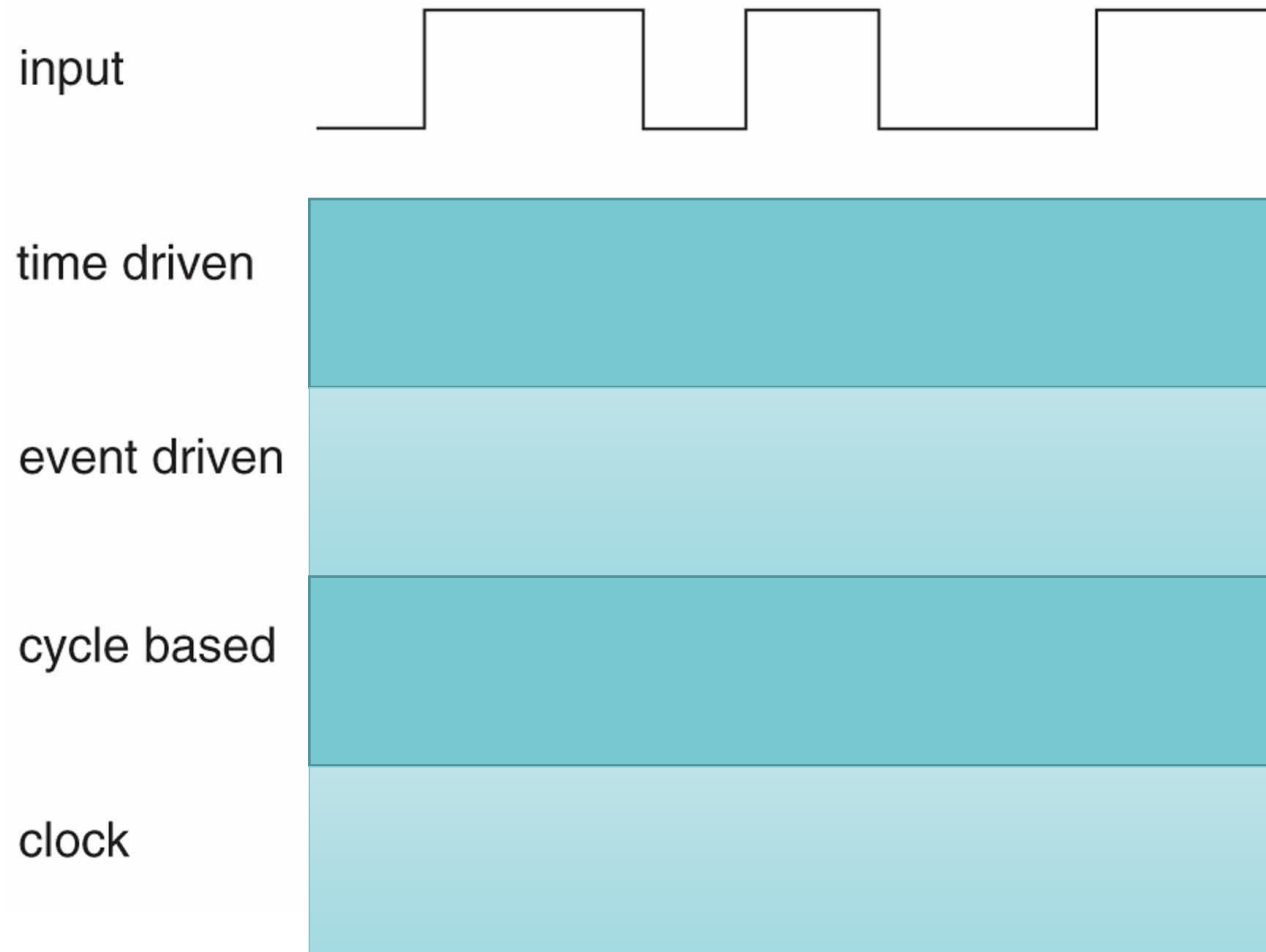 input
time driven
event driven
cycle based
clock